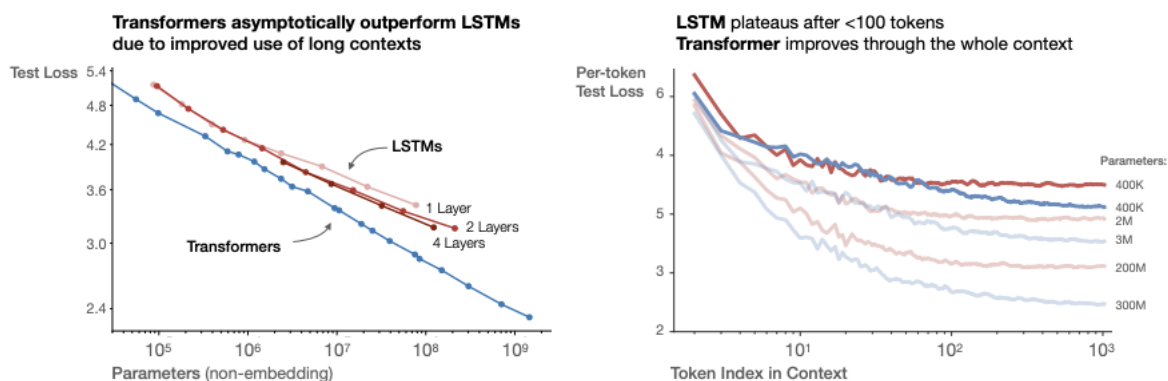 Transformers asymptotically outperform LSTMs
due to improved use of long contexts
Test Loss
5.4
4.8
4.2
3.6
3.0
2.4
LSTMs
1 Layer
2 Layers
4 Layers
Transformers
10⁵ 10⁶ 10⁷ 10⁸ 10⁹
Parameters (non-embedding)
LSTM plateaus after <100 tokens
Transformer improves through the whole context
Per-token
Test Loss
6
4
5
3
2
Parameters:
400K
400K
2M
3M
200M
300M
10¹ 10² 10³
Token Index in Context